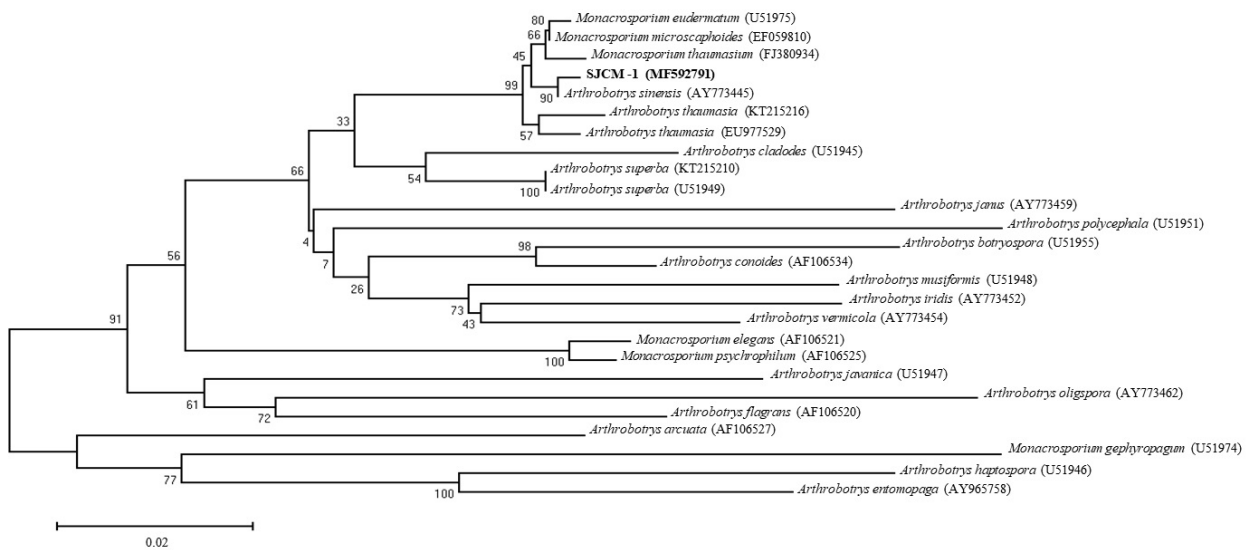 80 Monacrosporium eudermatum (U51975)
66 Monacrosporium microscaphoides (EF059810)
45 Monacrosporium thaumasium (FJ380934)
SJCM -1 (MF592791)
99 90 Arthrobotrys sinensis (AY773445)
Arthrobotrys thaumasia (KT215216)
33 57 Arthrobotrys thaumasia (EU977529)
Arthrobotrys cladodes (U51945)
66 54 Arthrobotrys superba (KT215210)
100 Arthrobotrys superba (U51949)
Arthrobotrys janus (AY773459)
4 Arthrobotrys polycephala (U51951)
56 7 98 Arthrobotrys botryospora (U51955)
Arthrobotrys conoides (AF106534)
26 Arthrobotrys musiformis (U51948)
73 Arthrobotrys iridis (AY773452)
91 43 Arthrobotrys vermicola (AY773454)
Monacrosporium elegans (AF106521)
100 Monacrosporium psychrophilum (AF106525)
Arthrobotrys javanica (U51947)
61 Arthrobotrys oligspora (AY773462)
72 Arthrobotrys flagrans (AF106520)
Arthrobotrys arcuata (AF106527)
Monacrosporium gephyropagum (U51974)
77 Arthrobotrys haptospora (U51946)
100 Arthrobotrys entomopaga (AY965758)
0.02